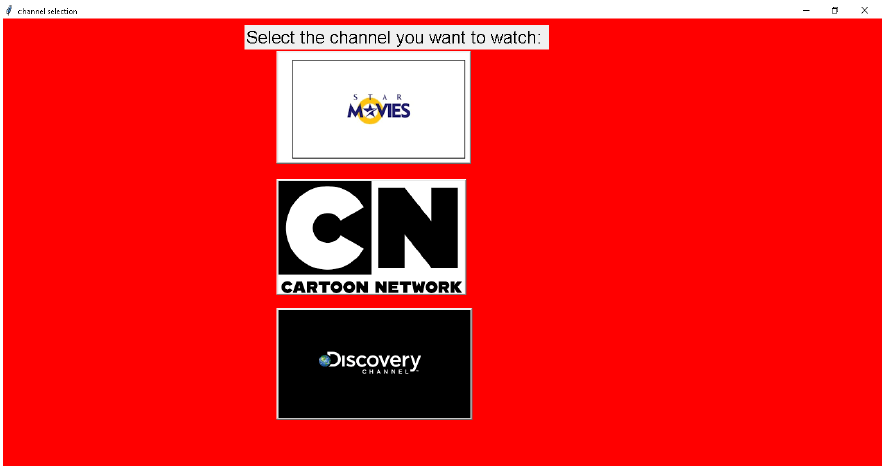 channel selection
Select the channel you want to watch:
STAR
MOVIES
CN
CARTOON NETWORK
Discovery
CHANNEL